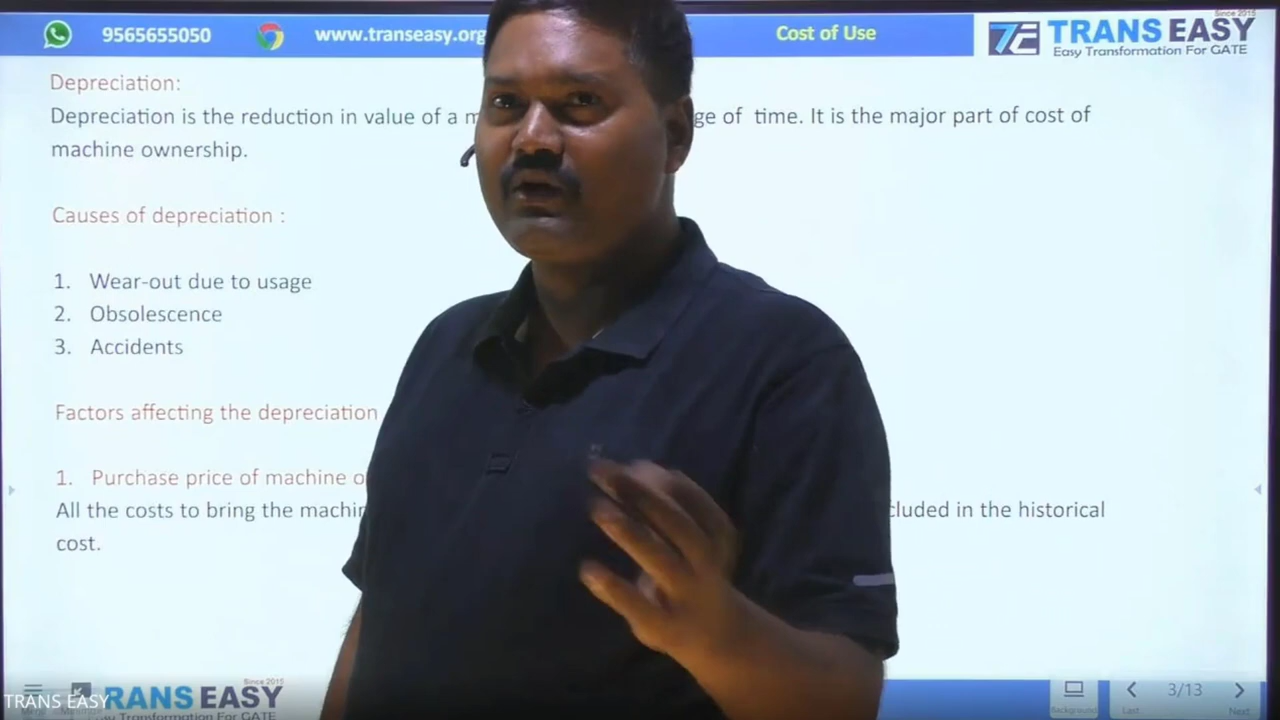 9565655050
www.transeasy.org
Cost of Use
Since 2015
TRANS EASY
Easy Transformation For GATE
Depreciation:
Depreciation is the reduction in value of a of time. It is the major part of cost of
machine ownership.
Causes of depreciation :
1. Wear-out due to usage
2. Obsolescence
3. Accidents
Factors affecting the depreciation
1. Purchase price of machine
All the costs to bring the in the historical
cost.
Since 2015
TRANS EASY
TRANS EASY
Easy Transformation For GATE
Background
Last
3/13
Next